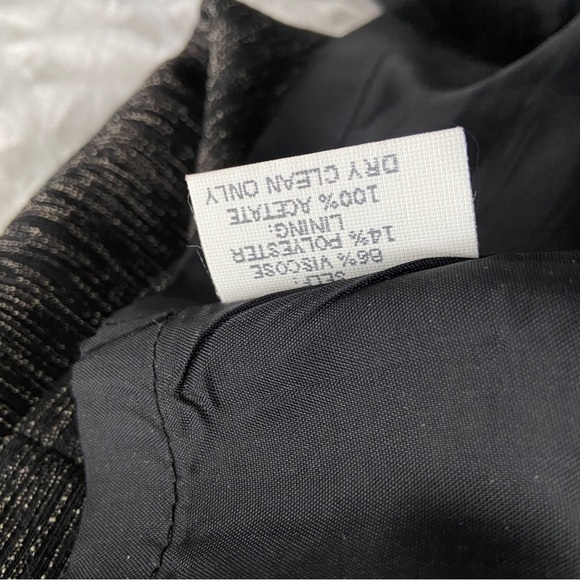 SELF:
86% VISCOSE
14% POLYESTER
LINING:
100% ACETATE
DRY CLEAN ONLY